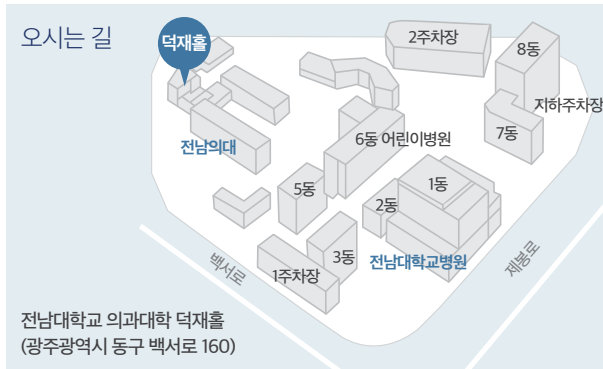 오시는 길
덕재홀
2주차장
8동
지하주차장
전남의대
6동 어린이병원
7동
5동
1동
2동
3동
전남대학교병원
백서로
1주차장
제봉로
전남대학교 의과대학 덕재홀
(광주광역시 동구 백서로 160)